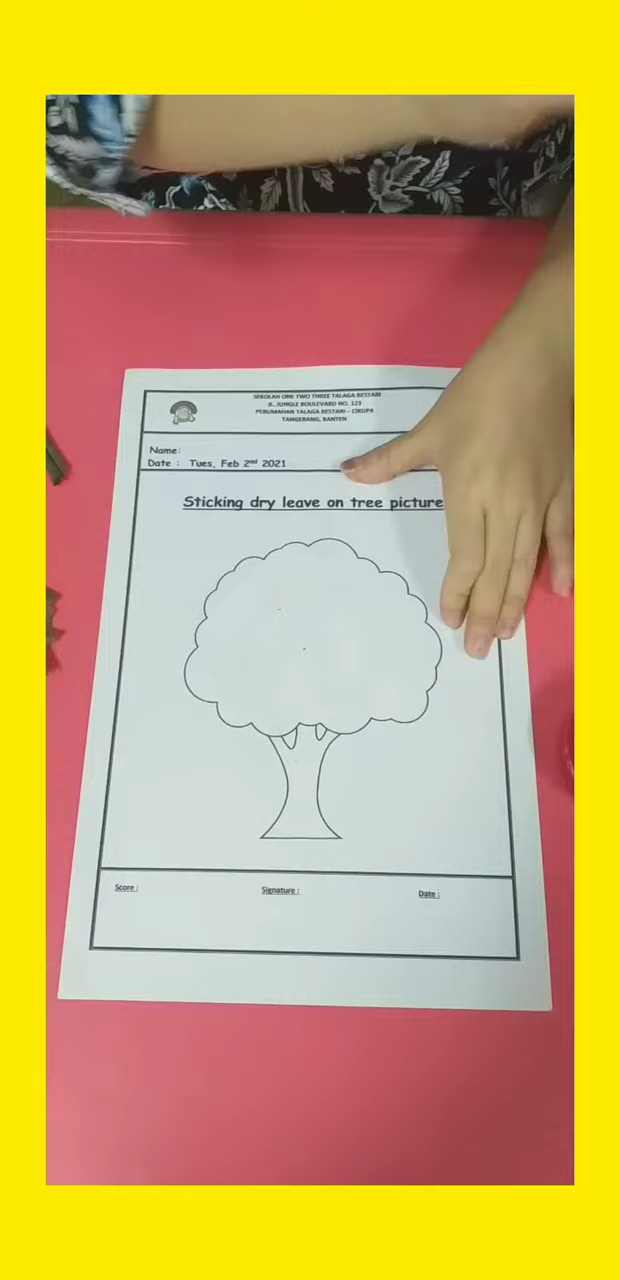 SEKOLAH ONE TWO THREE TALAGA BESTARI
JL. JUNGLE BOULEVARD NO. 123
PERUMAHAN TALAGA BESTARI – CIKUPA
TANGERANG, BANTEN
Name:
Date : Tues, Feb 2nd 2021
Sticking dry leave on tree picture
Score :
Signature :
Date :